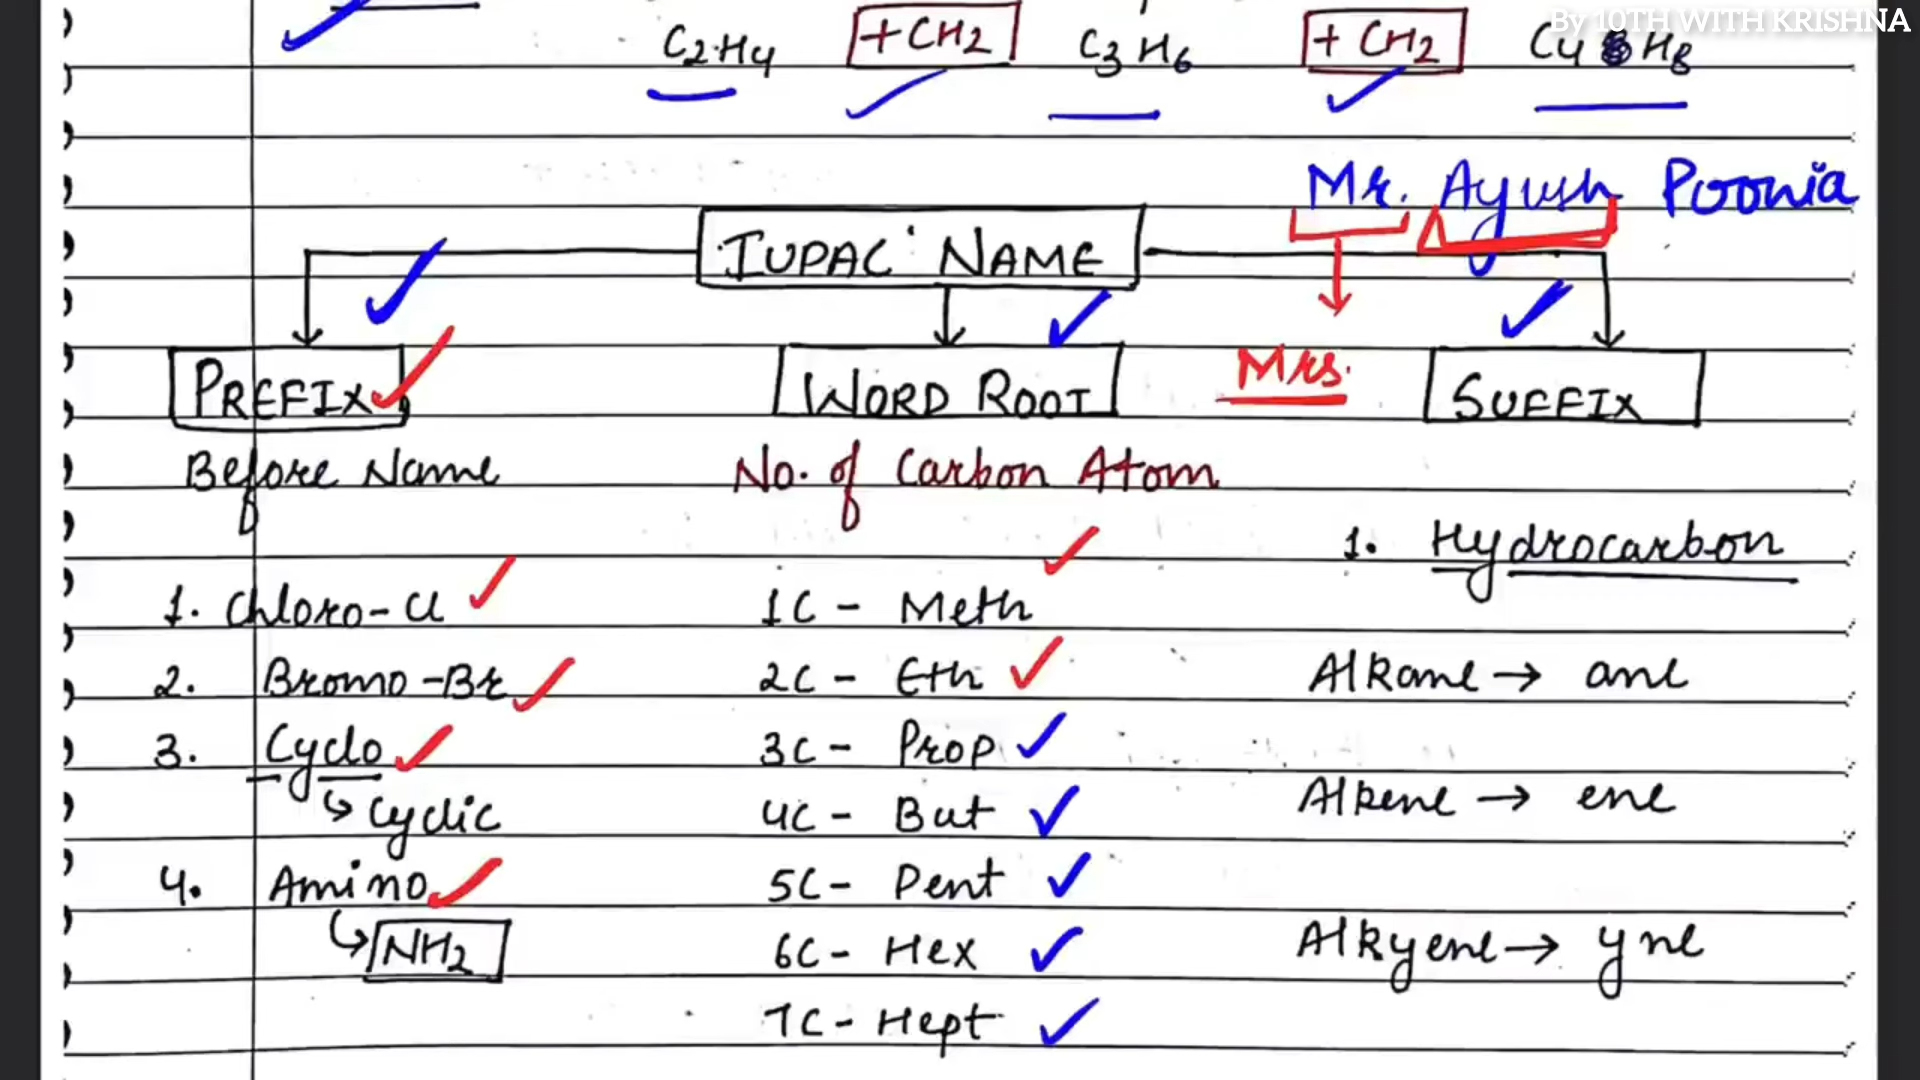 By 10TH WITH KRISHNA
C2H4 +CH2 C3H6 + CH2 C4 H8
Mr. Ayush Poonia
IUPAC NAME
PREFIX WORD ROOT Mrs. SUFFIX
Before Name No. of Carbon Atom
1. Hydrocarbon
1. Chloro-Cl 1C - Meth
2. Bromo-Br 2C - Eth Alkane → ane
3. Cyclo 3C - Prop
↳ Cyclic 4C - But Alkene → ene
4. Amino 5C - Pent
↳ NH2 6C - Hex Alkyene → yne
7C - Hept